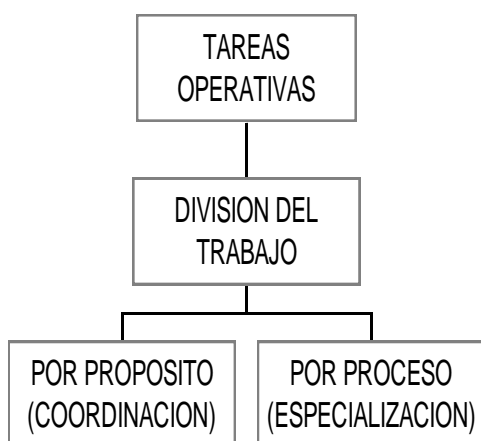 TAREAS
OPERATIVAS
DIVISION DEL
TRABAJO
POR PROPOSITO
(COORDINACION)
POR PROCESO
(ESPECIALIZACION)